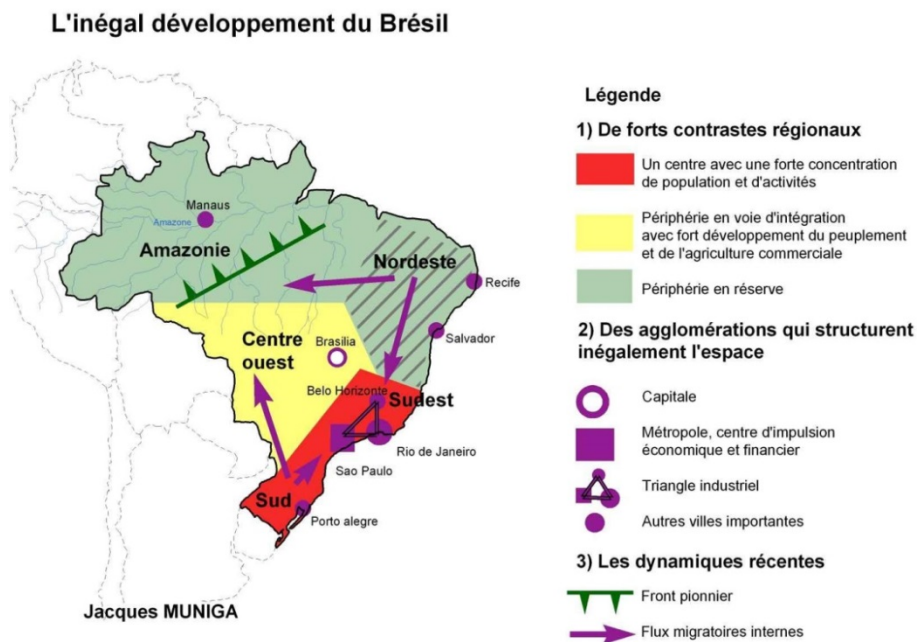 L'inégal développement du Brésil
Manaus
Amazone
Amazonie
Nordeste
Recife
Salvador
Centre
ouest
Brasilia
Belo Horizonte
Sudest
Rio de Janeiro
Sao Paulo
Sud
Porto alegre
Jacques MUNIGA
Légende
1) De forts contrastes régionaux
Un centre avec une forte concentration
de population et d'activités
Périphérie en voie d'intégration
avec fort développement du peuplement
et de l'agriculture commerciale
Périphérie en réserve
2) Des agglomérations qui structurent
inégalement l'espace
Capitale
Métropole, centre d'impulsion
économique et financier
Triangle industriel
Autres villes importantes
3) Les dynamiques récentes
Front pionnier
Flux migratoires internes